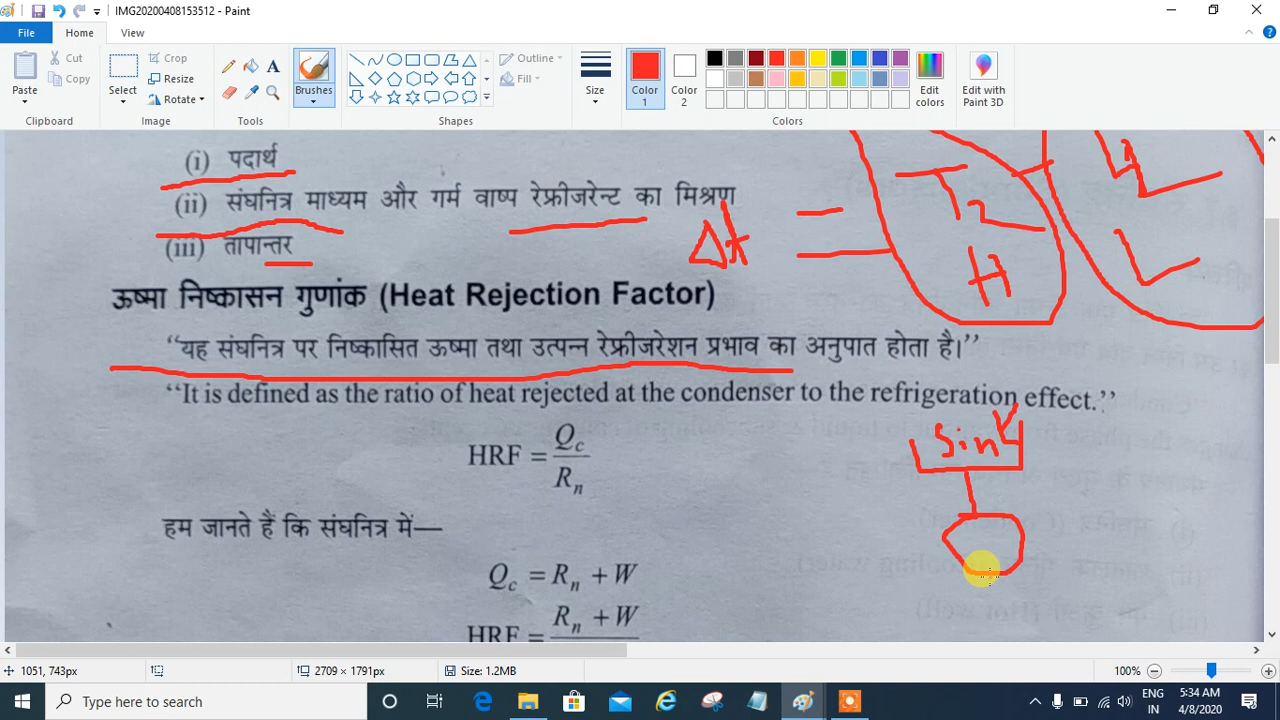 IMG20200408153512 - Paint
File Home View
Paste Cut Copy Select Crop Resize Rotate Brushes Outline Fill Size Color 1 Color 2 Edit colors Edit with Paint 3D
Clipboard Image Tools Shapes Colors
(i) पदार्थ
(ii) संघनित्र माध्यम और गर्म वाष्प रेफ्रीजरेन्ट का मिश्रण
(iii) तापान्तर
Δt =
T2
H
L
ऊष्मा निष्कासन गुणांक (Heat Rejection Factor)
‘‘यह संघनित्र पर निष्कासित ऊष्मा तथा उत्पन्न रेफ्रीजरेशन प्रभाव का अनुपात होता है।’’
‘‘It is defined as the ratio of heat rejected at the condenser to the refrigeration effect.’’
HRF = Qc / Rn
Sink
हम जानते हैं कि संघनित्र में—
Qc = Rn + W
HRF = Rn + W
1051, 743px 2709 × 1791px Size: 1.2MB 100%
Type here to search
ENG 5:34 AM
IN 4/8/2020